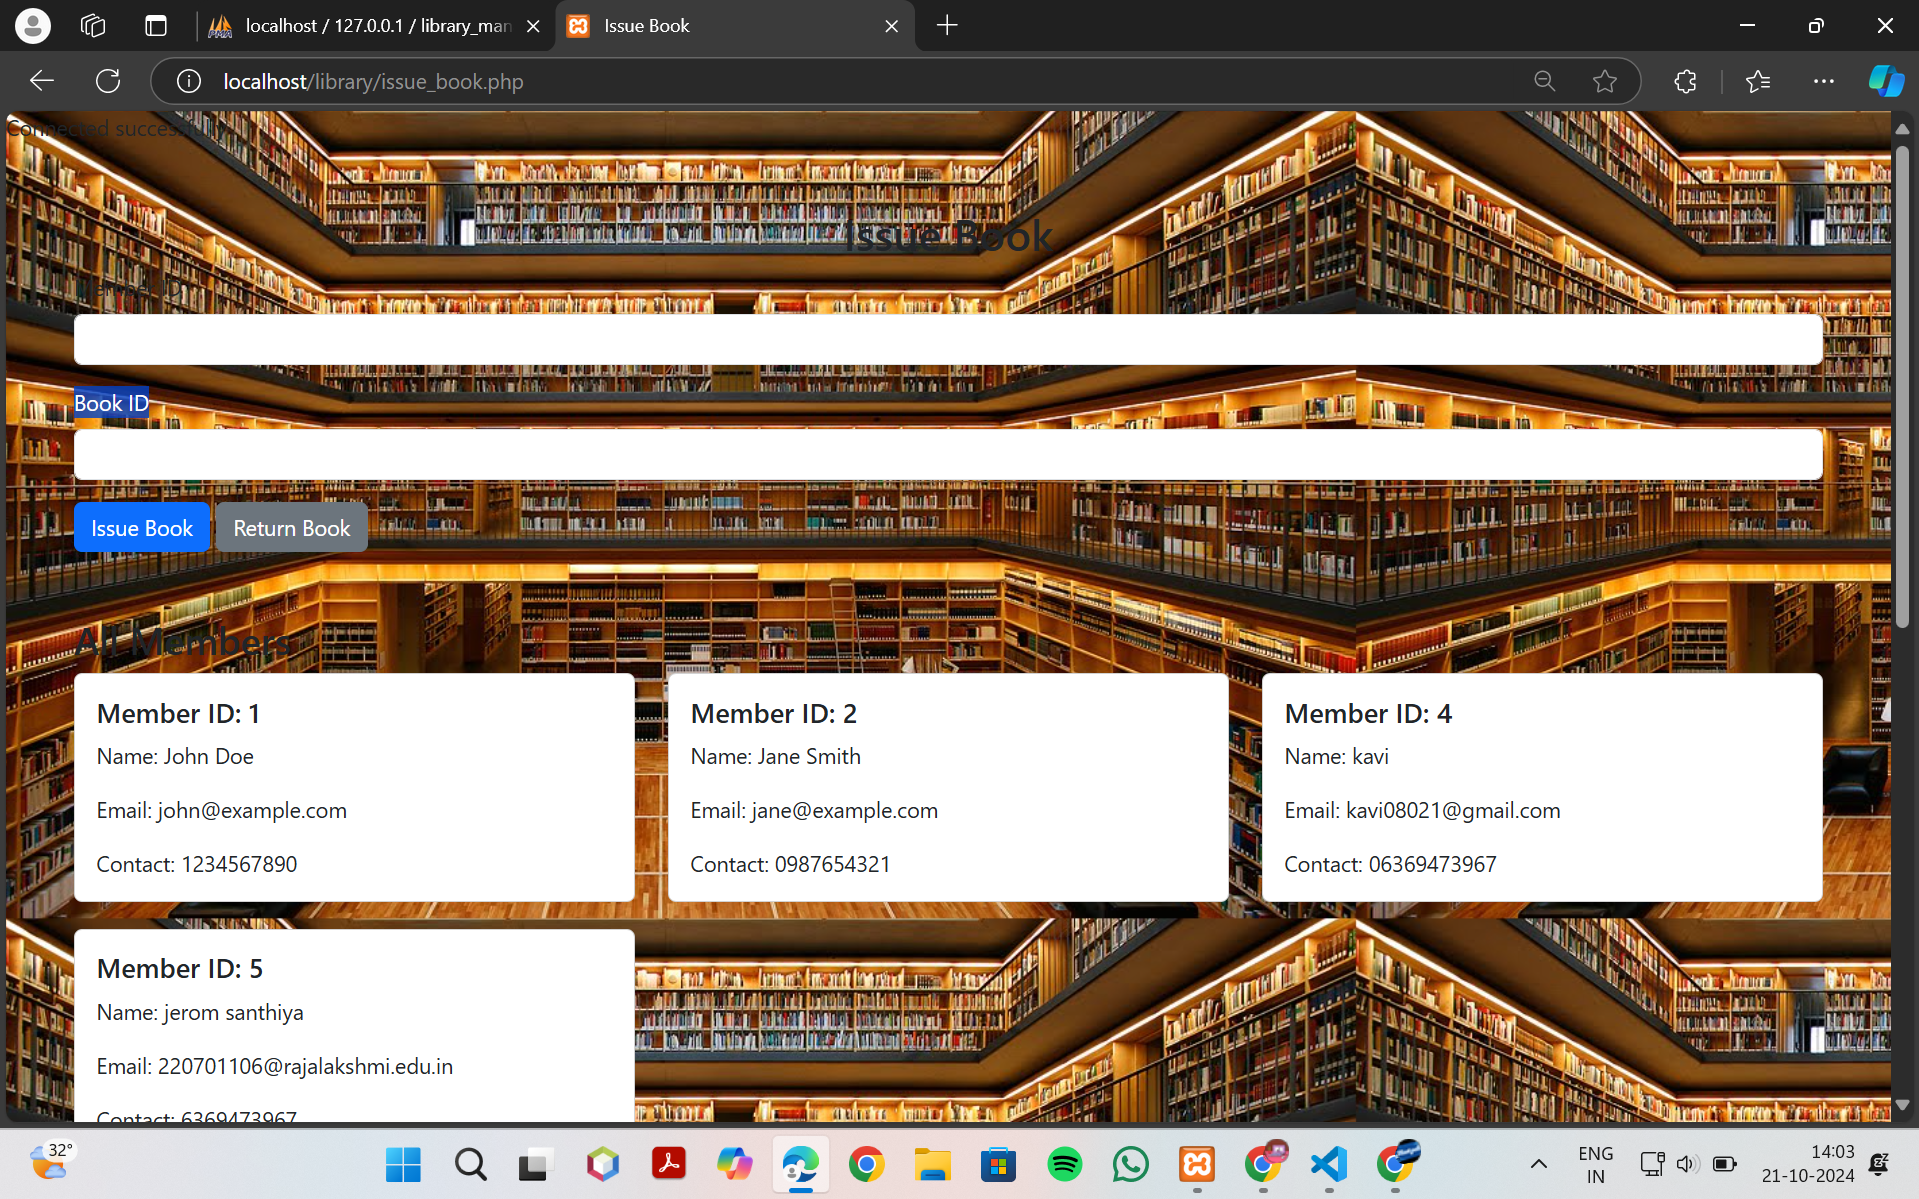 localhost / 127.0.0.1 / library_man
Issue Book
localhost/library/issue_book.php
Connected successfully
Issue Book
Book ID
Issue Book
Return Book
All Members
Member ID: 1
Name: John Doe
Email: john@example.com
Contact: 1234567890
Member ID: 2
Name: Jane Smith
Email: jane@example.com
Contact: 0987654321
Member ID: 4
Name: kavi
Email: kavi08021@gmail.com
Contact: 06369473967
Member ID: 5
Name: jerom santhiya
Email: 220701106@rajalakshmi.edu.in
Contact: 6369473967
32°
ENG
IN
14:03
21-10-2024